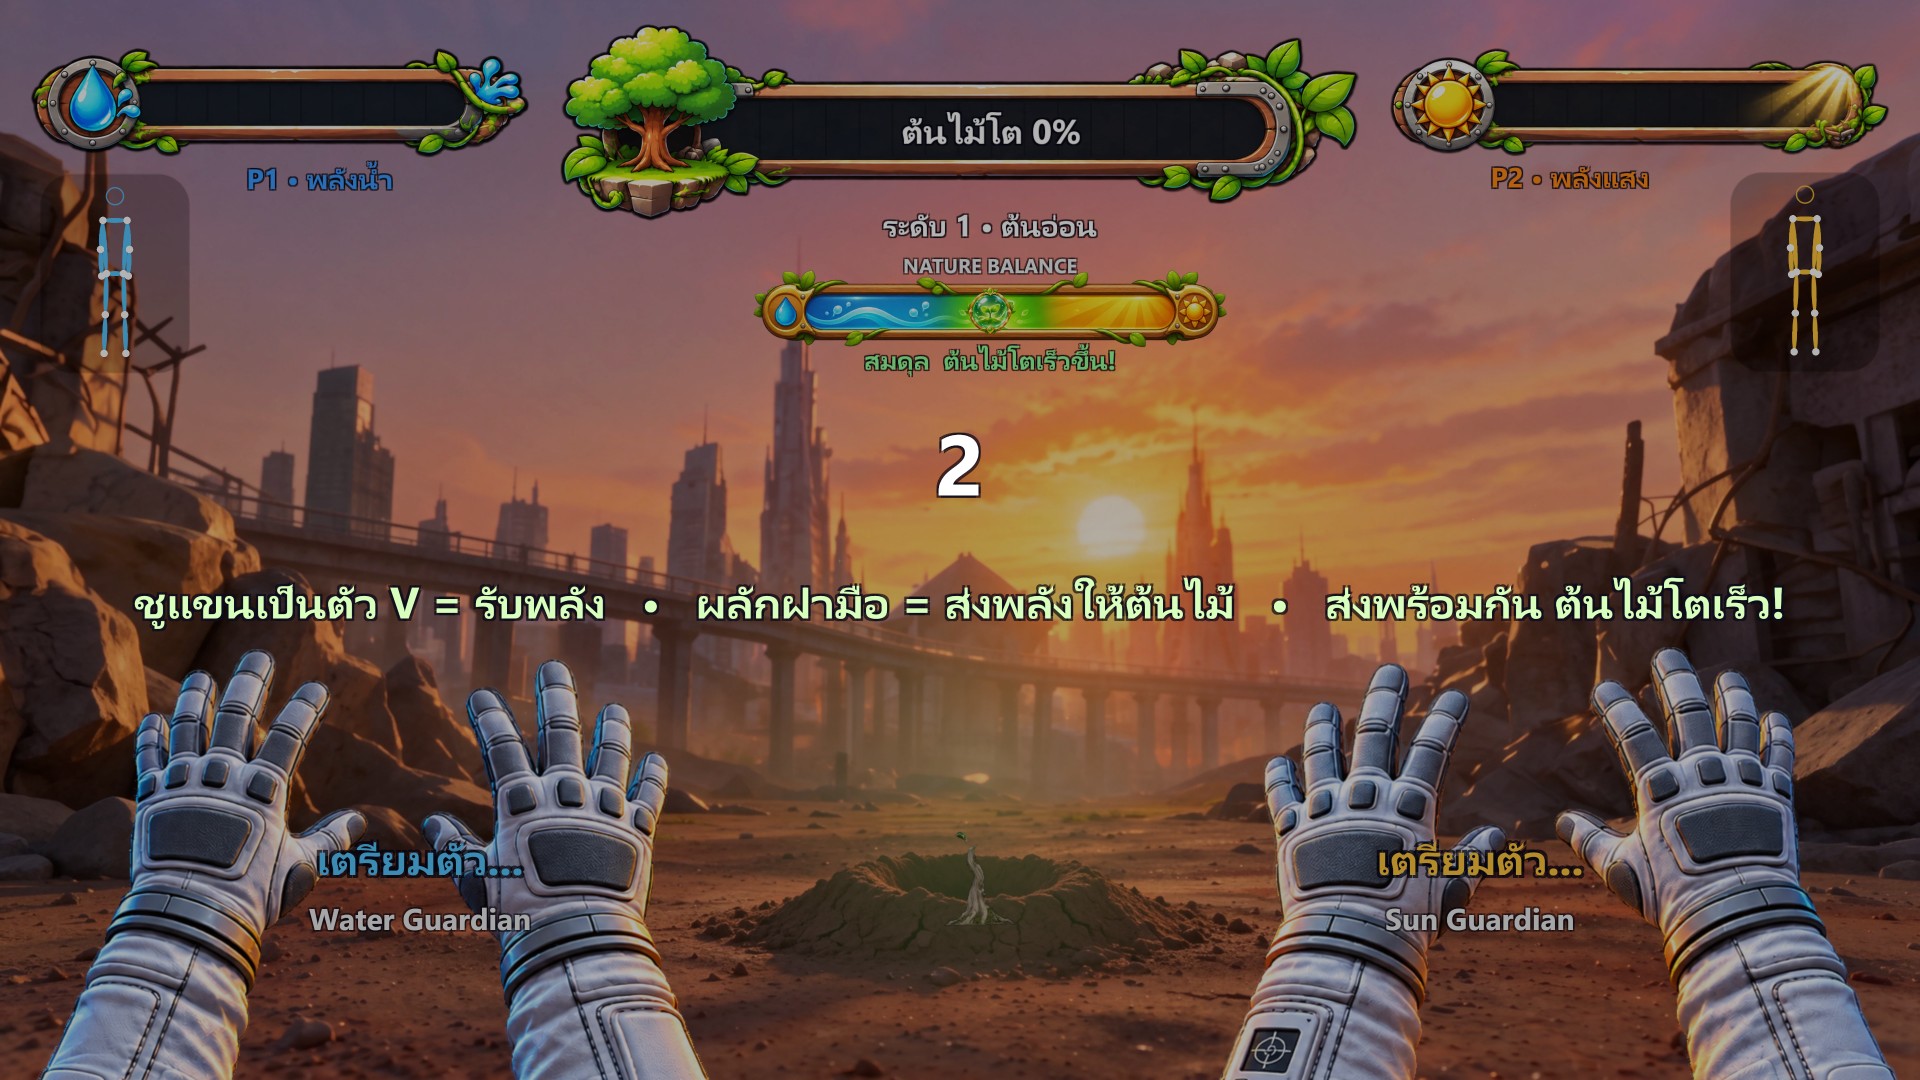 ต้นไม้โต 0%
P1 • พลังน้ำ
P2 • พลังแสง
ระดับ 1 • ต้นอ่อน
NATURE BALANCE
สมดุล ต้นไม้โตเร็วขึ้น!
2
ชูแขนเป็นตัว V = รับพลัง • ผลักฝ่ามือ = ส่งพลังให้ต้นไม้ • ส่งพร้อมกัน ต้นไม้โตเร็ว!
เตรียมตัว...
เตรียมตัว...
Water Guardian
Sun Guardian